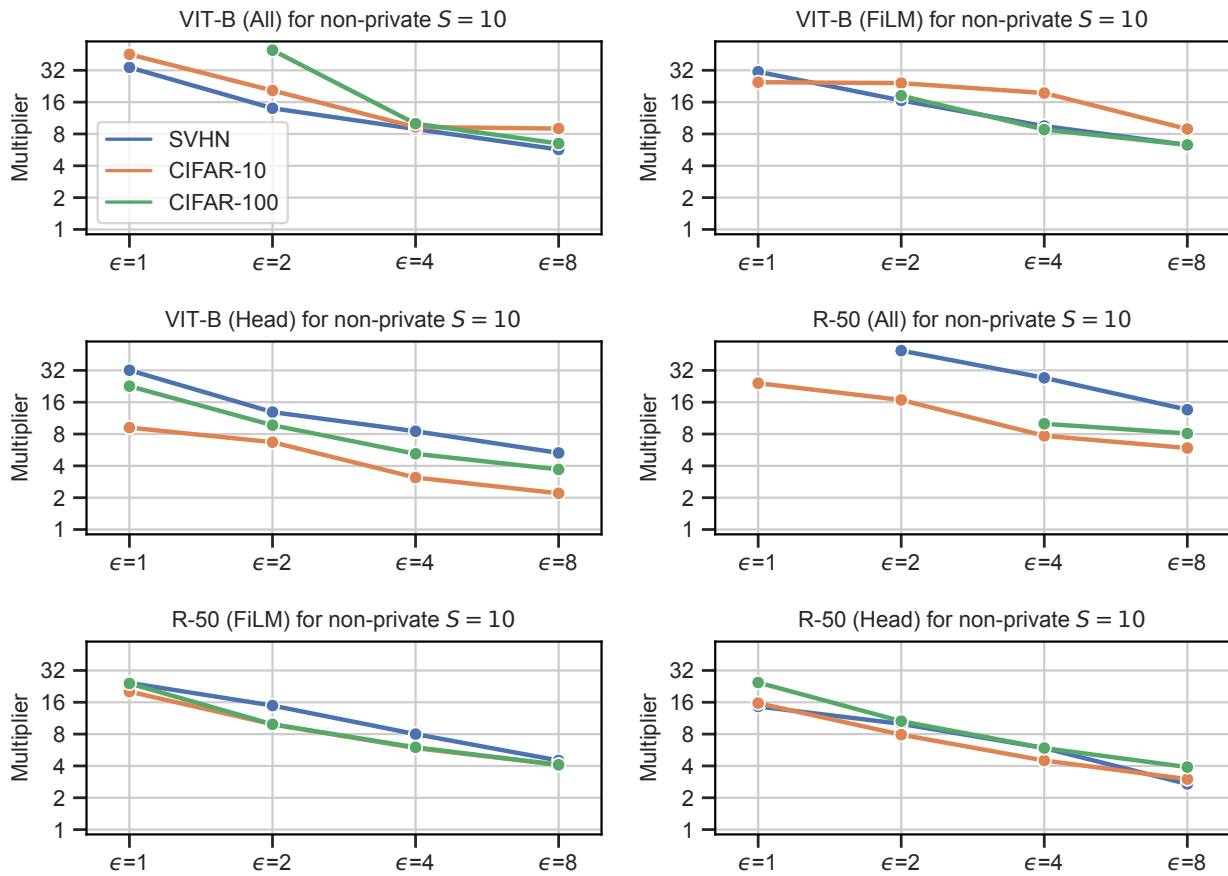 VIT-B (All) for non-private S = 10
Multiplier
32
16
8
4
2
1
SVHN
CIFAR-10
CIFAR-100
ϵ=1
ϵ=2
ϵ=4
ϵ=8
VIT-B (FiLM) for non-private S = 10
Multiplier
32
16
8
4
2
1
ϵ=1
ϵ=2
ϵ=4
ϵ=8
VIT-B (Head) for non-private S = 10
Multiplier
32
16
8
4
2
1
ϵ=1
ϵ=2
ϵ=4
ϵ=8
R-50 (All) for non-private S = 10
Multiplier
32
16
8
4
2
1
ϵ=1
ϵ=2
ϵ=4
ϵ=8
R-50 (FiLM) for non-private S = 10
Multiplier
32
16
8
4
2
1
ϵ=1
ϵ=2
ϵ=4
ϵ=8
R-50 (Head) for non-private S = 10
Multiplier
32
16
8
4
2
1
ϵ=1
ϵ=2
ϵ=4
ϵ=8